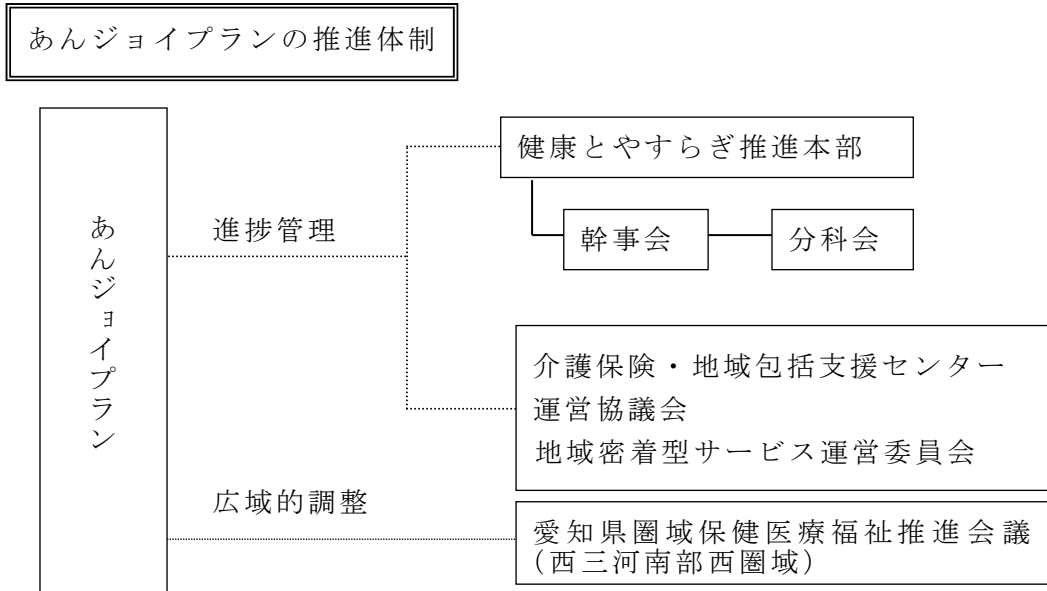 あんジョイプランの推進体制
健康とやすらぎ推進本部
進捗管理
幹事会
分科会
あんジョイプラン
介護保険・地域包括支援センター
運営協議会
地域密着型サービス運営委員会
広域的調整
愛知県圏域保健医療福祉推進会議
(西三河南部西圏域)